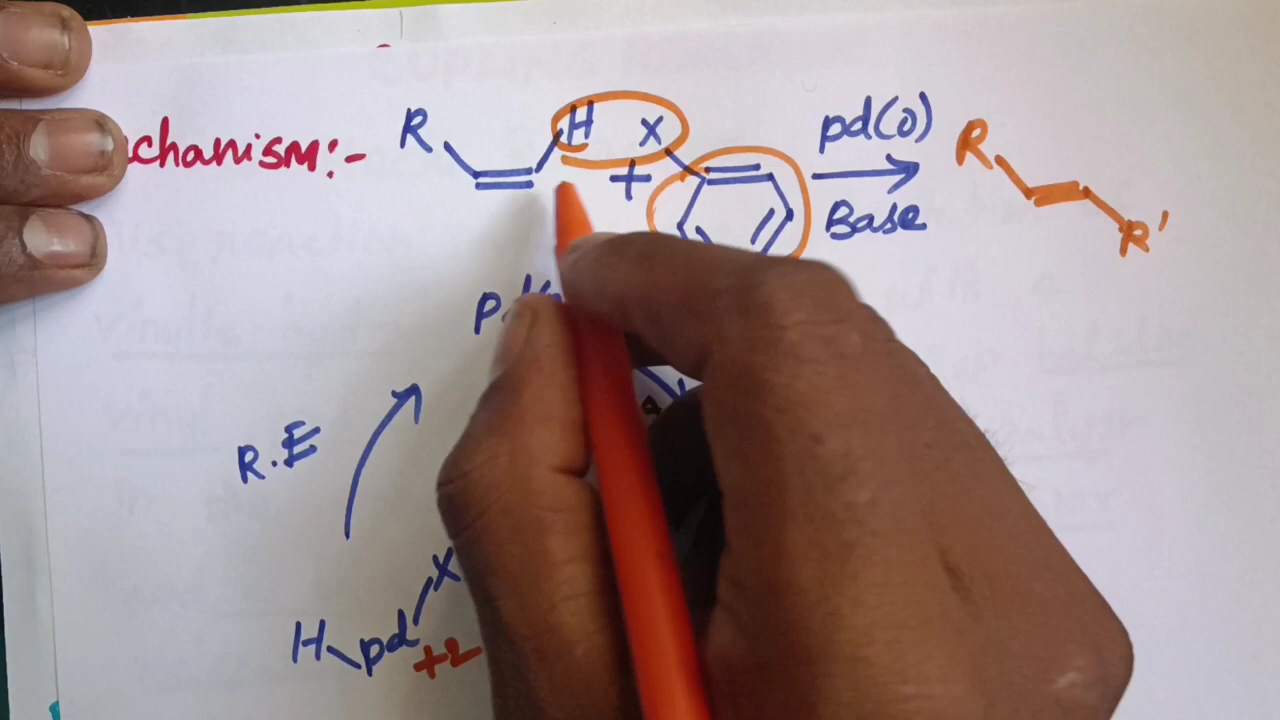 chanism:-
R H X + pd(0) R
Base R'
R.E
X
H pd
+2